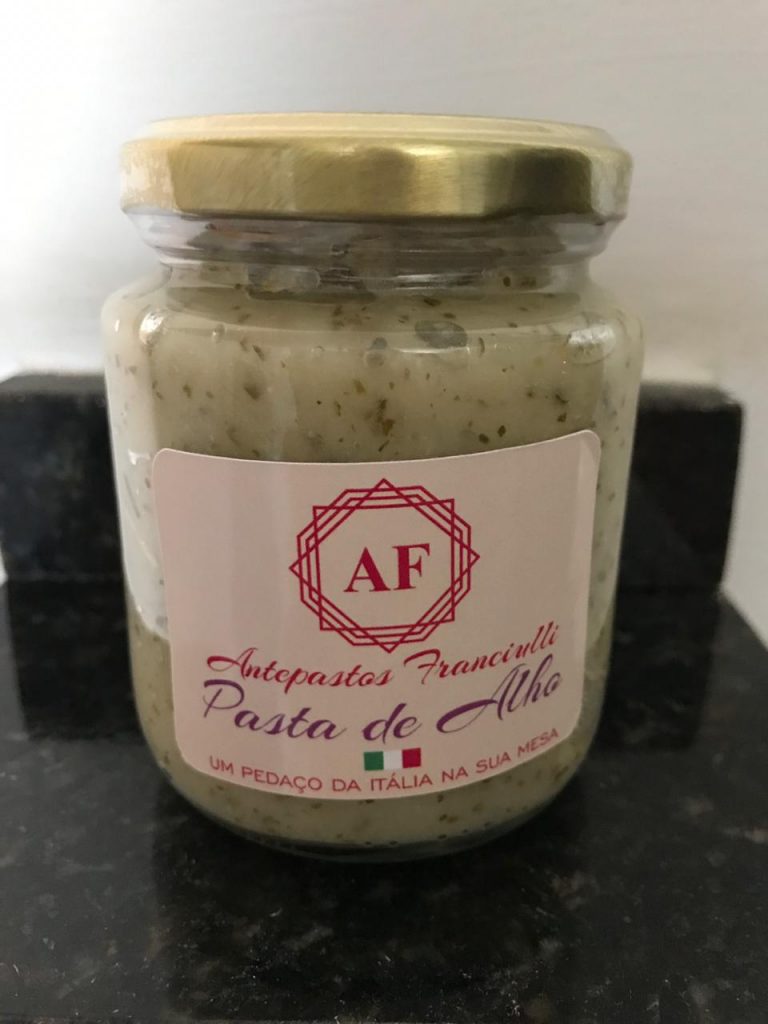 AF
Antepastos Franciulli
Pasta de Alho
UM PEDAÇO DA ITÁLIA NA SUA MESA